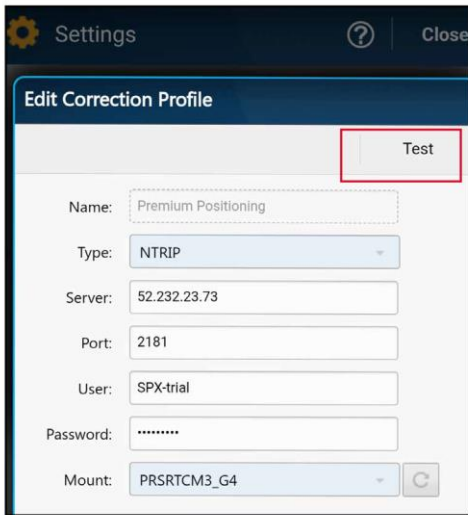 Settings
Close
Edit Correction Profile
Test
Name: Premium Positioning
Type: NTRIP
Server: 52.232.23.73
Port: 2181
User: SPX-trial
Password: •••••••••
Mount: PRSRTCM3_G4